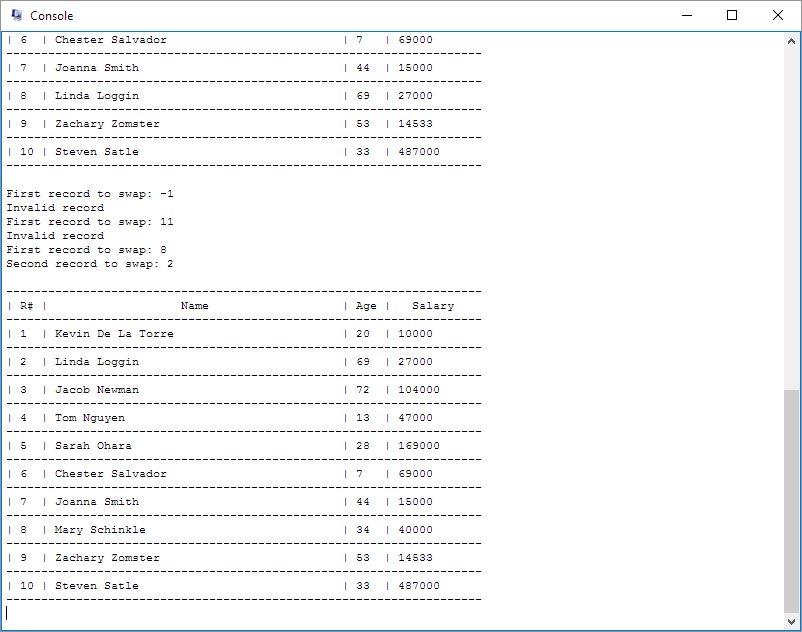 Console
| 6  | Chester Salvador                         | 7   | 69000
--------------------------------------------------------------------
| 7  | Joanna Smith                             | 44  | 15000
--------------------------------------------------------------------
| 8  | Linda Loggin                             | 69  | 27000
--------------------------------------------------------------------
| 9  | Zachary Zomster                          | 53  | 14533
--------------------------------------------------------------------
| 10 | Steven Satle                             | 33  | 487000
--------------------------------------------------------------------
First record to swap: -1
Invalid record
First record to swap: 11
Invalid record
First record to swap: 8
Second record to swap: 2
--------------------------------------------------------------------
| R# |                   Name                   | Age |   Salary
--------------------------------------------------------------------
| 1  | Kevin De La Torre                        | 20  | 10000
--------------------------------------------------------------------
| 2  | Linda Loggin                             | 69  | 27000
--------------------------------------------------------------------
| 3  | Jacob Newman                             | 72  | 104000
--------------------------------------------------------------------
| 4  | Tom Nguyen                               | 13  | 47000
--------------------------------------------------------------------
| 5  | Sarah Ohara                              | 28  | 169000
--------------------------------------------------------------------
| 6  | Chester Salvador                         | 7   | 69000
--------------------------------------------------------------------
| 7  | Joanna Smith                             | 44  | 15000
--------------------------------------------------------------------
| 8  | Mary Schinkle                            | 34  | 40000
--------------------------------------------------------------------
| 9  | Zachary Zomster                          | 53  | 14533
--------------------------------------------------------------------
| 10 | Steven Satle                             | 33  | 487000
--------------------------------------------------------------------